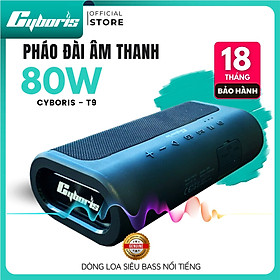 Cyboris
OFFICIAL
STORE
PHÁO ĐÀI ÂM THANH
80W
CYBORIS - T9
18
THÁNG
BẢO HÀNH
Cyboris
GENUINE
DÒNG LOA SIÊU BASS NỔI TIẾNG